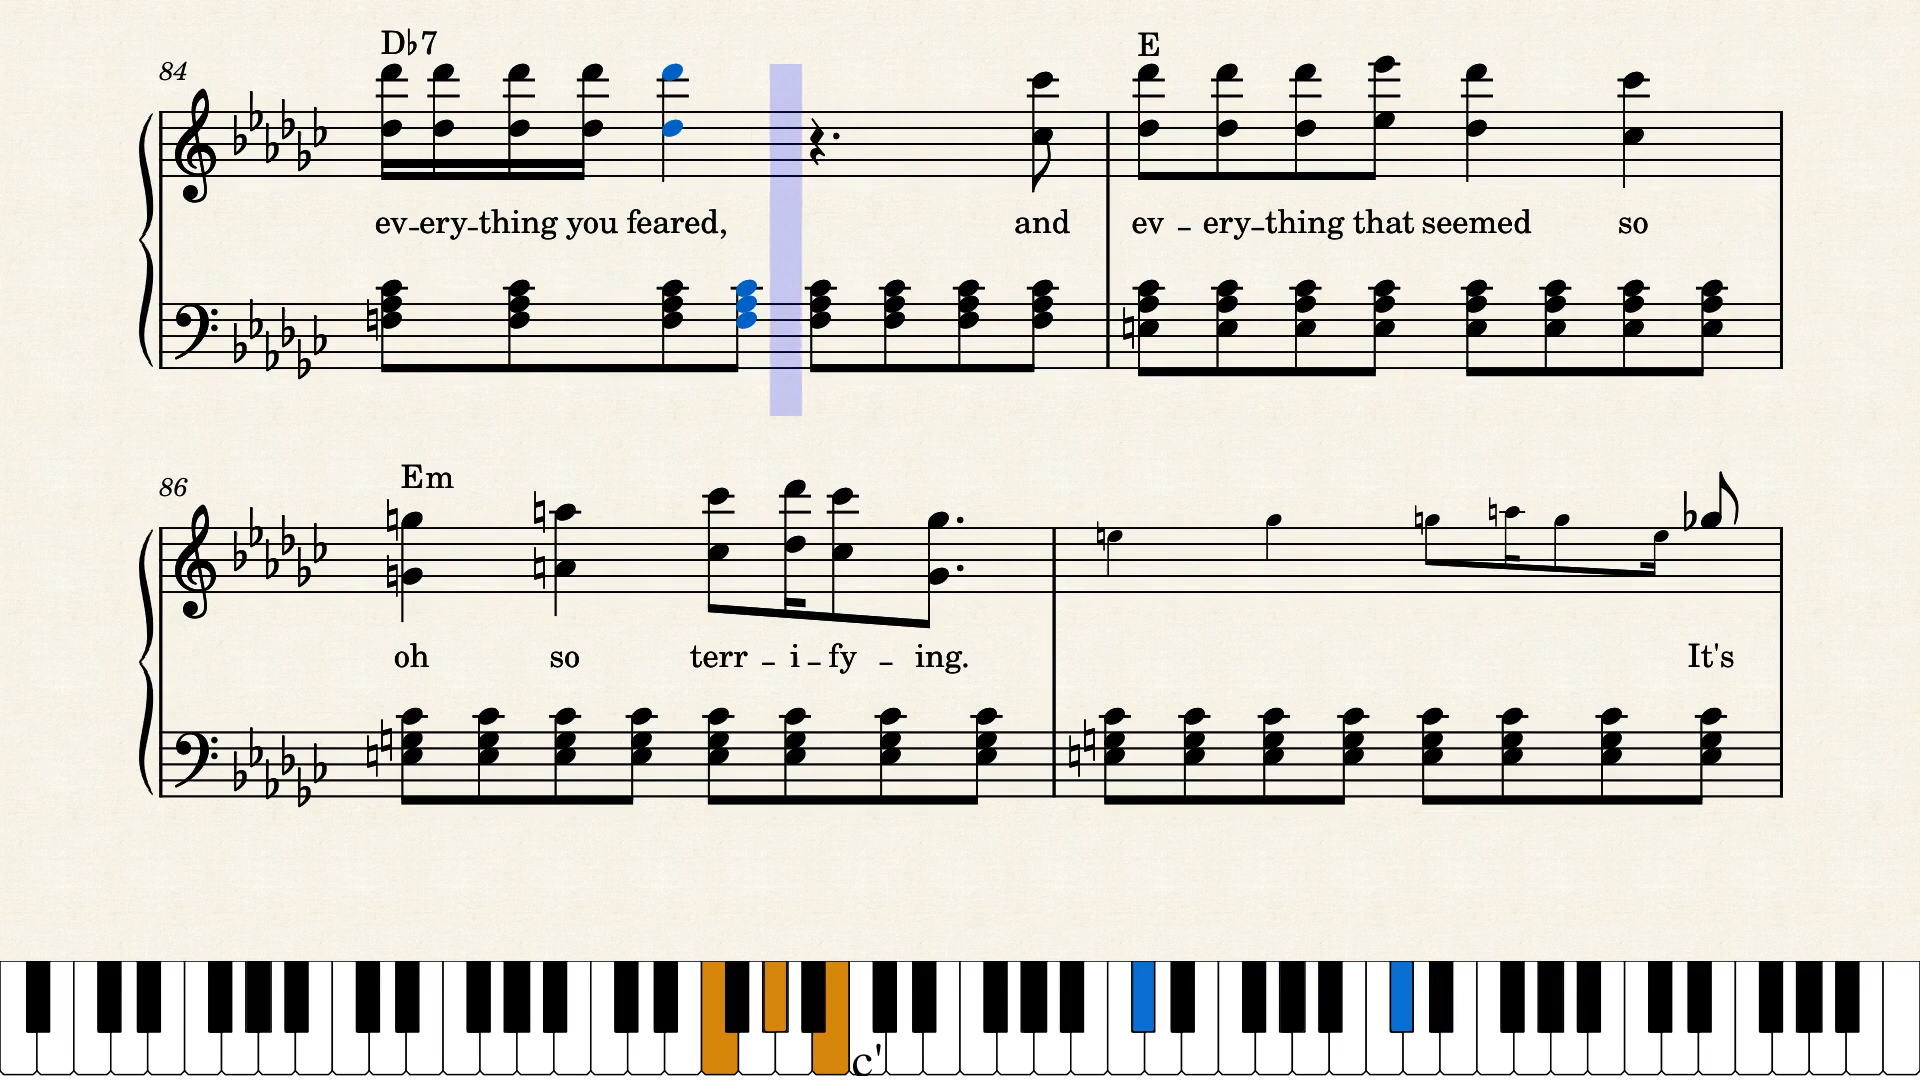 D♭7 E
84
ev-ery-thing you feared, and ev - ery-thing that seemed so
Em
86
oh so terr - i - fy - ing. It's
c'